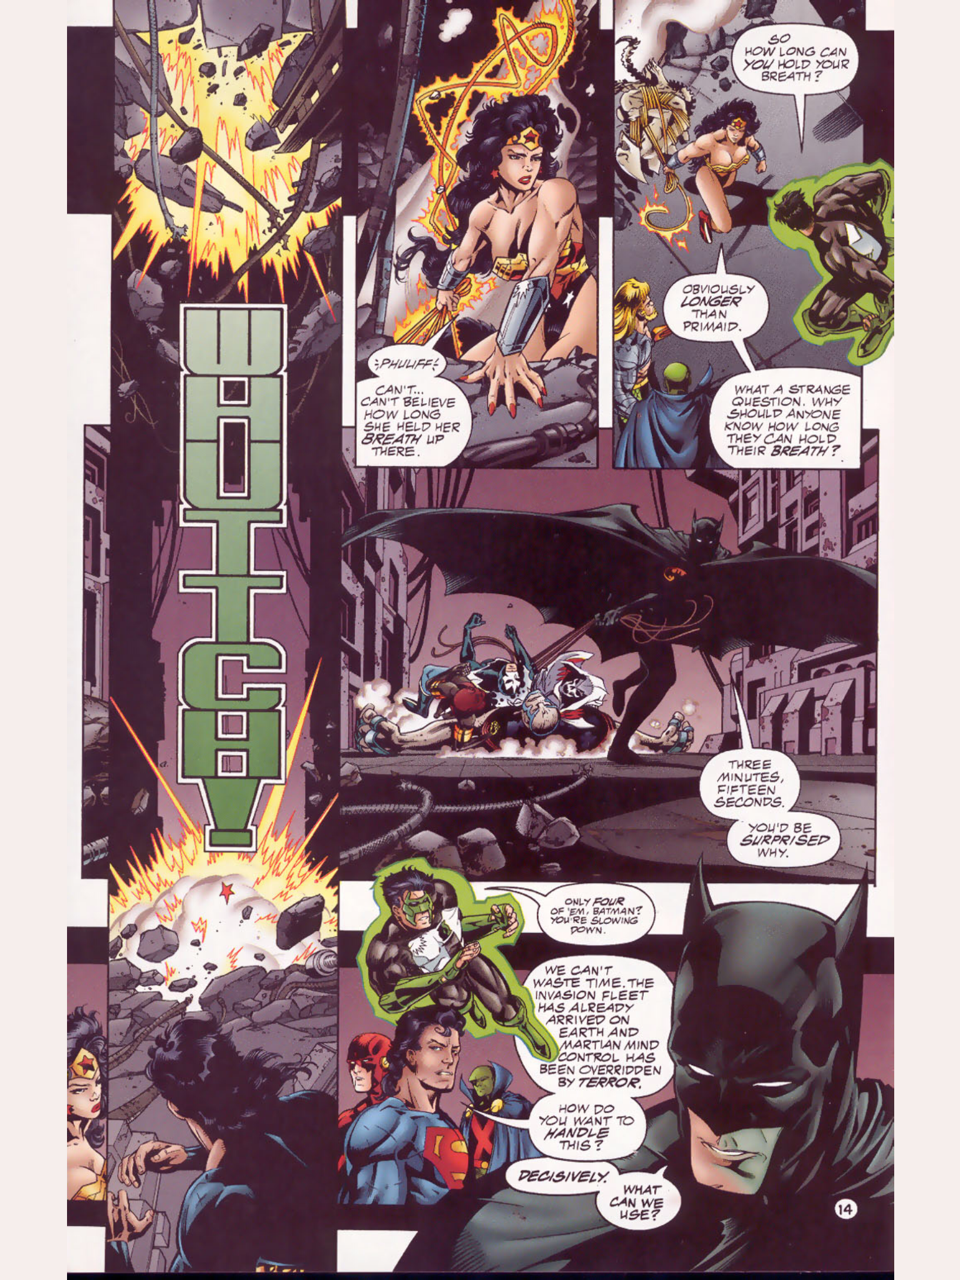 WHUTTCH!
¡PHULIFF!
CAN'T...
CAN'T BELIEVE
HOW LONG
SHE HELD HER
BREATH UP
THERE.
SO
HOW LONG CAN
YOU HOLD YOUR
BREATH?
OBVIOUSLY
LONGER
THAN
PRIMAID.
WHAT A STRANGE
QUESTION. WHY
SHOULD ANYONE
KNOW HOW LONG
THEY CAN HOLD
THEIR BREATH?
THREE
MINUTES,
FIFTEEN
SECONDS.
YOU'D BE
SURPRISED
WHY.
ONLY FOUR
OF 'EM, BATMAN?
YOU'RE SLOWING
DOWN.
WE CAN'T
WASTE TIME. THE
INVASION FLEET
HAS ALREADY
ARRIVED ON
EARTH AND
MARTIAN MIND
CONTROL HAS
BEEN OVERRIDDEN
BY TERROR.
HOW DO
YOU WANT TO
HANDLE
THIS?
DECISIVELY.
WHAT
CAN WE
USE?
14